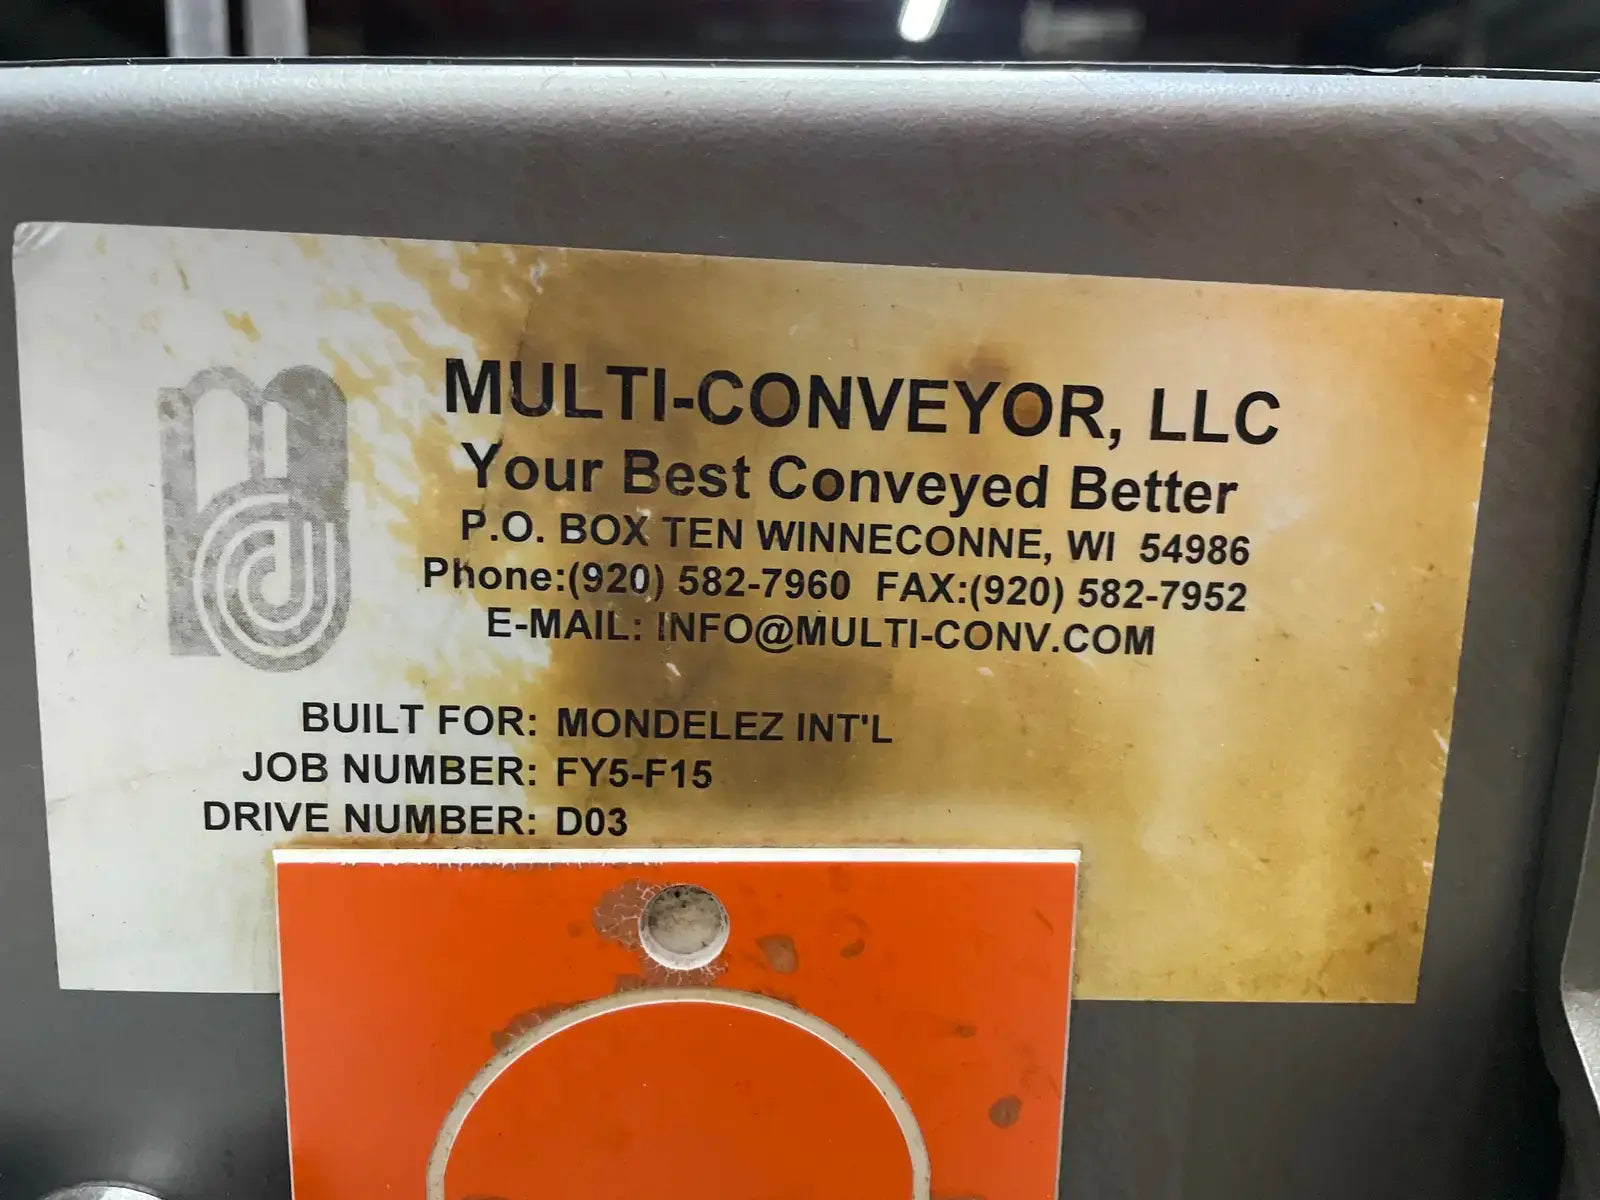 MULTI-CONVEYOR, LLC
Your Best Conveyed Better
P.O. BOX TEN WINNECONNE, WI 54986
Phone:(920) 582-7960 FAX:(920) 582-7952
E-MAIL: INFO@MULTI-CONV.COM
BUILT FOR: MONDELEZ INT'L
JOB NUMBER: FY5-F15
DRIVE NUMBER: D03